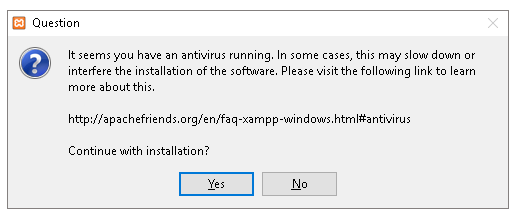 Question
It seems you have an antivirus running. In some cases, this may slow down or
interfere the installation of the software. Please visit the following link to learn
more about this.
http://apachefriends.org/en/faq-xampp-windows.html#antivirus
Continue with installation?
Yes
No